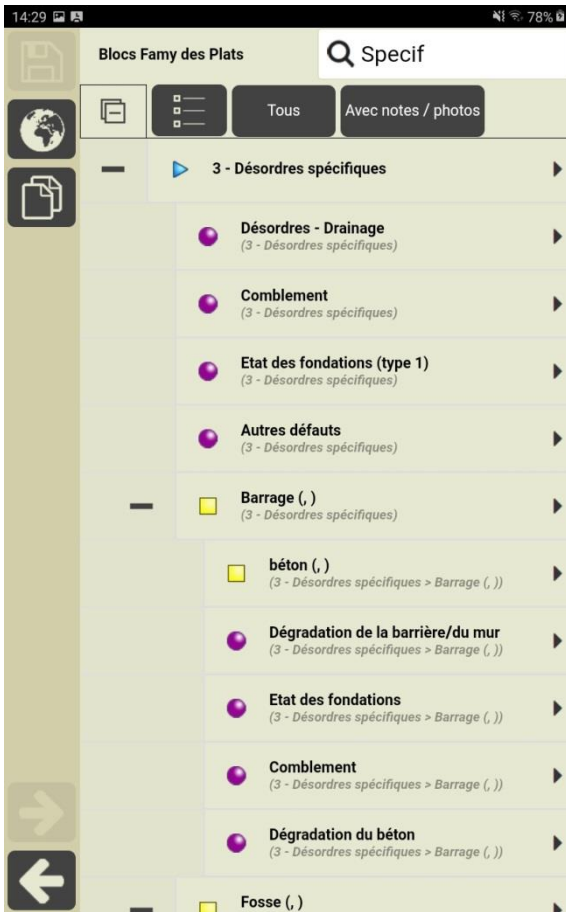 14:29 78%
Blocs Famy des Plats Specif
Tous Avec notes / photos
3 - Désordres spécifiques
Désordres - Drainage
(3 - Désordres spécifiques)
Comblement
(3 - Désordres spécifiques)
Etat des fondations (type 1)
(3 - Désordres spécifiques)
Autres défauts
(3 - Désordres spécifiques)
Barrage (, )
(3 - Désordres spécifiques)
béton (, )
(3 - Désordres spécifiques > Barrage (, ))
Dégradation de la barrière/du mur
(3 - Désordres spécifiques > Barrage (, ))
Etat des fondations
(3 - Désordres spécifiques > Barrage (, ))
Comblement
(3 - Désordres spécifiques > Barrage (, ))
Dégradation du béton
(3 - Désordres spécifiques > Barrage (, ))
Fosse (, )